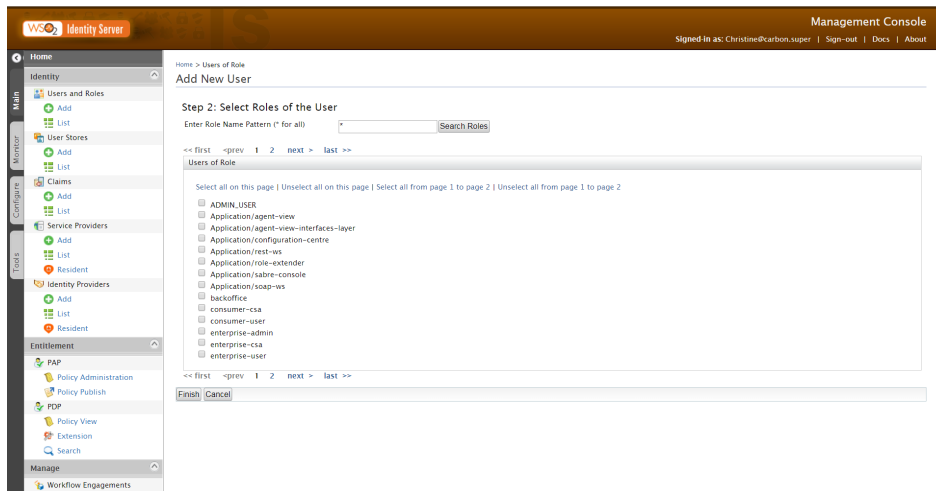 WSO2 Identity Server
Management Console
Signed-in as: Christine@carbon.super | Sign-out | Docs | About
Main
Monitor
Configure
Tools
Home
Identity
Users and Roles
Add
List
User Stores
Add
List
Claims
Add
List
Service Providers
Add
List
Resident
Identity Providers
Add
List
Resident
Entitlement
PAP
Policy Administration
Policy Publish
PDP
Policy View
Extension
Search
Manage
Workflow Engagements
Home > Users of Role
Add New User
Step 2: Select Roles of the User
Enter Role Name Pattern (* for all) * Search Roles
<< first <prev 1 2 next > last >>
Users of Role
Select all on this page | Unselect all on this page | Select all from page 1 to page 2 | Unselect all from page 1 to page 2
ADMIN_USER
Application/agent-view
Application/agent-view-interfaces-layer
Application/configuration-centre
Application/rest-ws
Application/role-extender
Application/sabre-console
Application/soap-ws
backoffice
consumer-csa
consumer-user
enterprise-admin
enterprise-csa
enterprise-user
<< first <prev 1 2 next > last >>
Finish Cancel